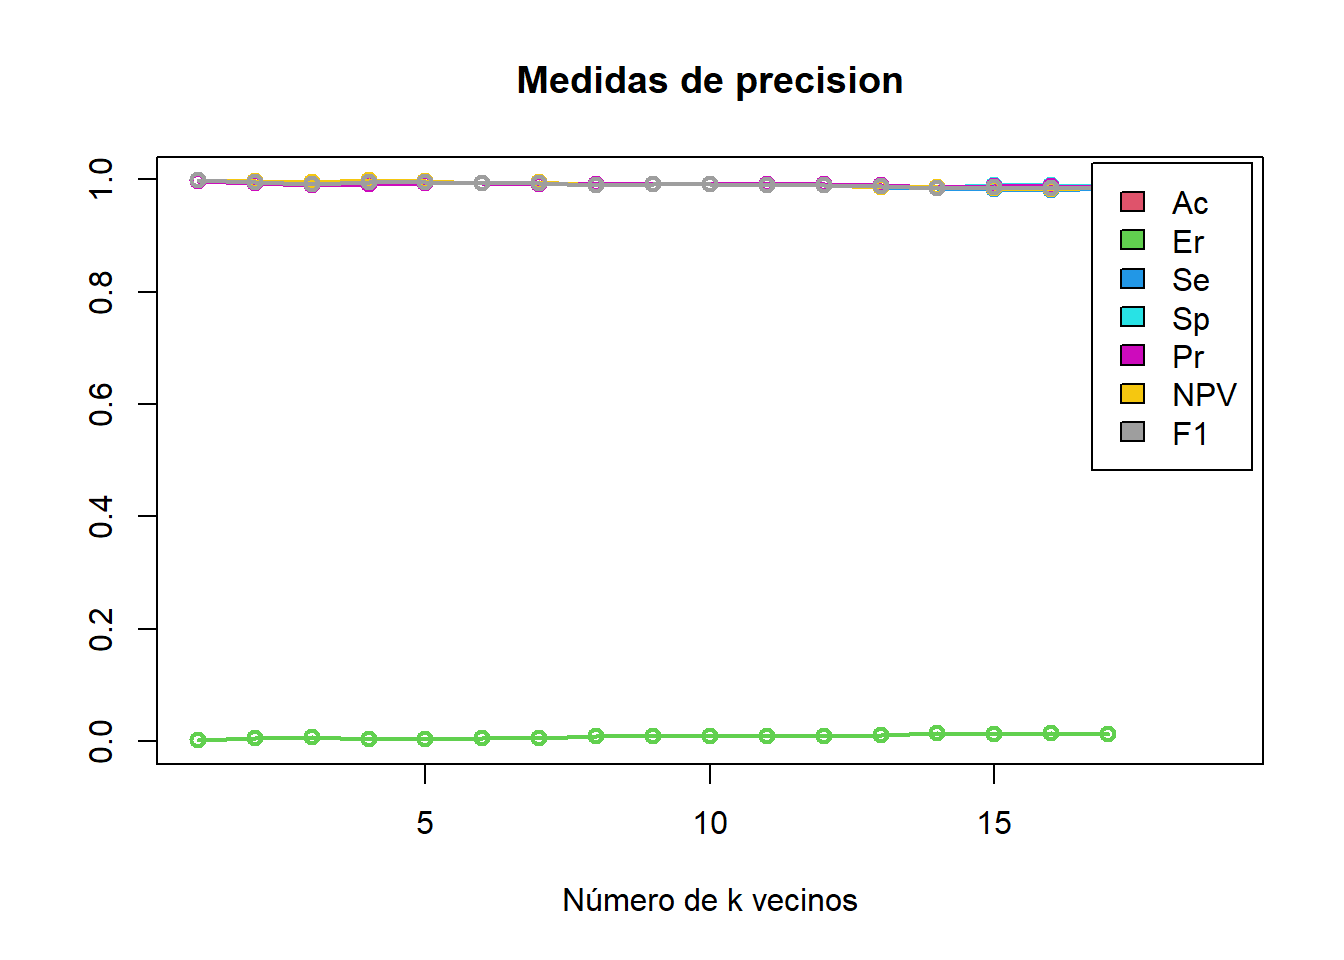 Medidas de precision
1.0
0.8
0.6
0.4
0.2
0.0
Ac
Er
Se
Sp
Pr
NPV
F1
5 10 15
Número de k vecinos